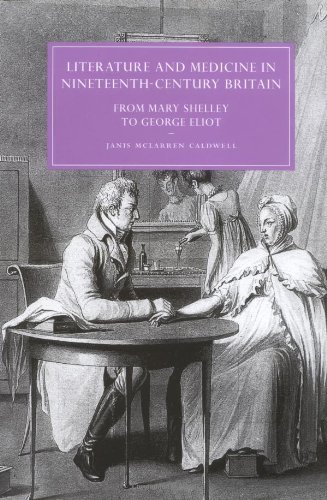 LITERATURE AND MEDICINE IN
NINETEENTH-CENTURY BRITAIN
FROM MARY SHELLEY
TO GEORGE ELIOT
JANIS MCLARREN CALDWELL